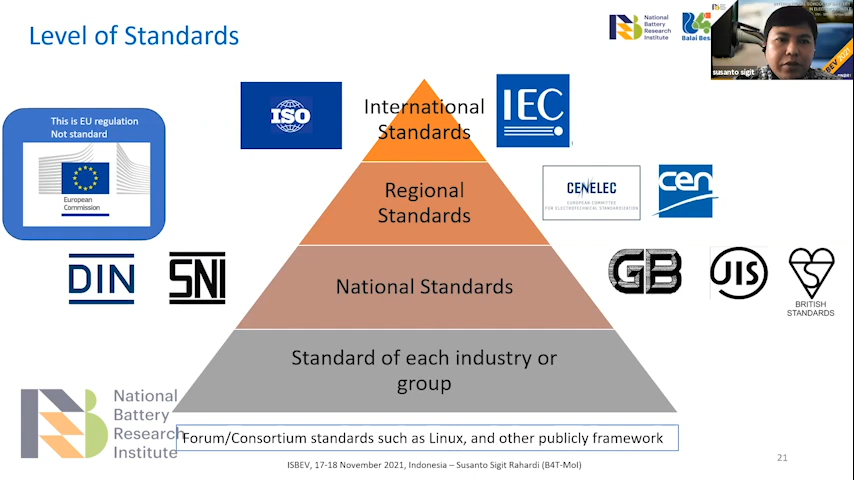 Level of Standards
National
Battery
Research
Institute
Balai Bes
susanto sigit
This is EU regulation
Not standard
European
Commission
ISO
International
Standards
IEC
Regional
Standards
CENELEC
EUROPEAN COMMITTEE
FOR ELECTROTECHNICAL STANDARDIZATION
cen
DIN
SNI
National Standards
GB
JIS
S
BRITISH
STANDARDS
Standard of each industry or
group
National
Battery
Research
Institute
Forum/Consortium standards such as Linux, and other publicly framework
ISBEV, 17-18 November 2021, Indonesia – Susanto Sigit Rahardi (B4T-MoI)
21